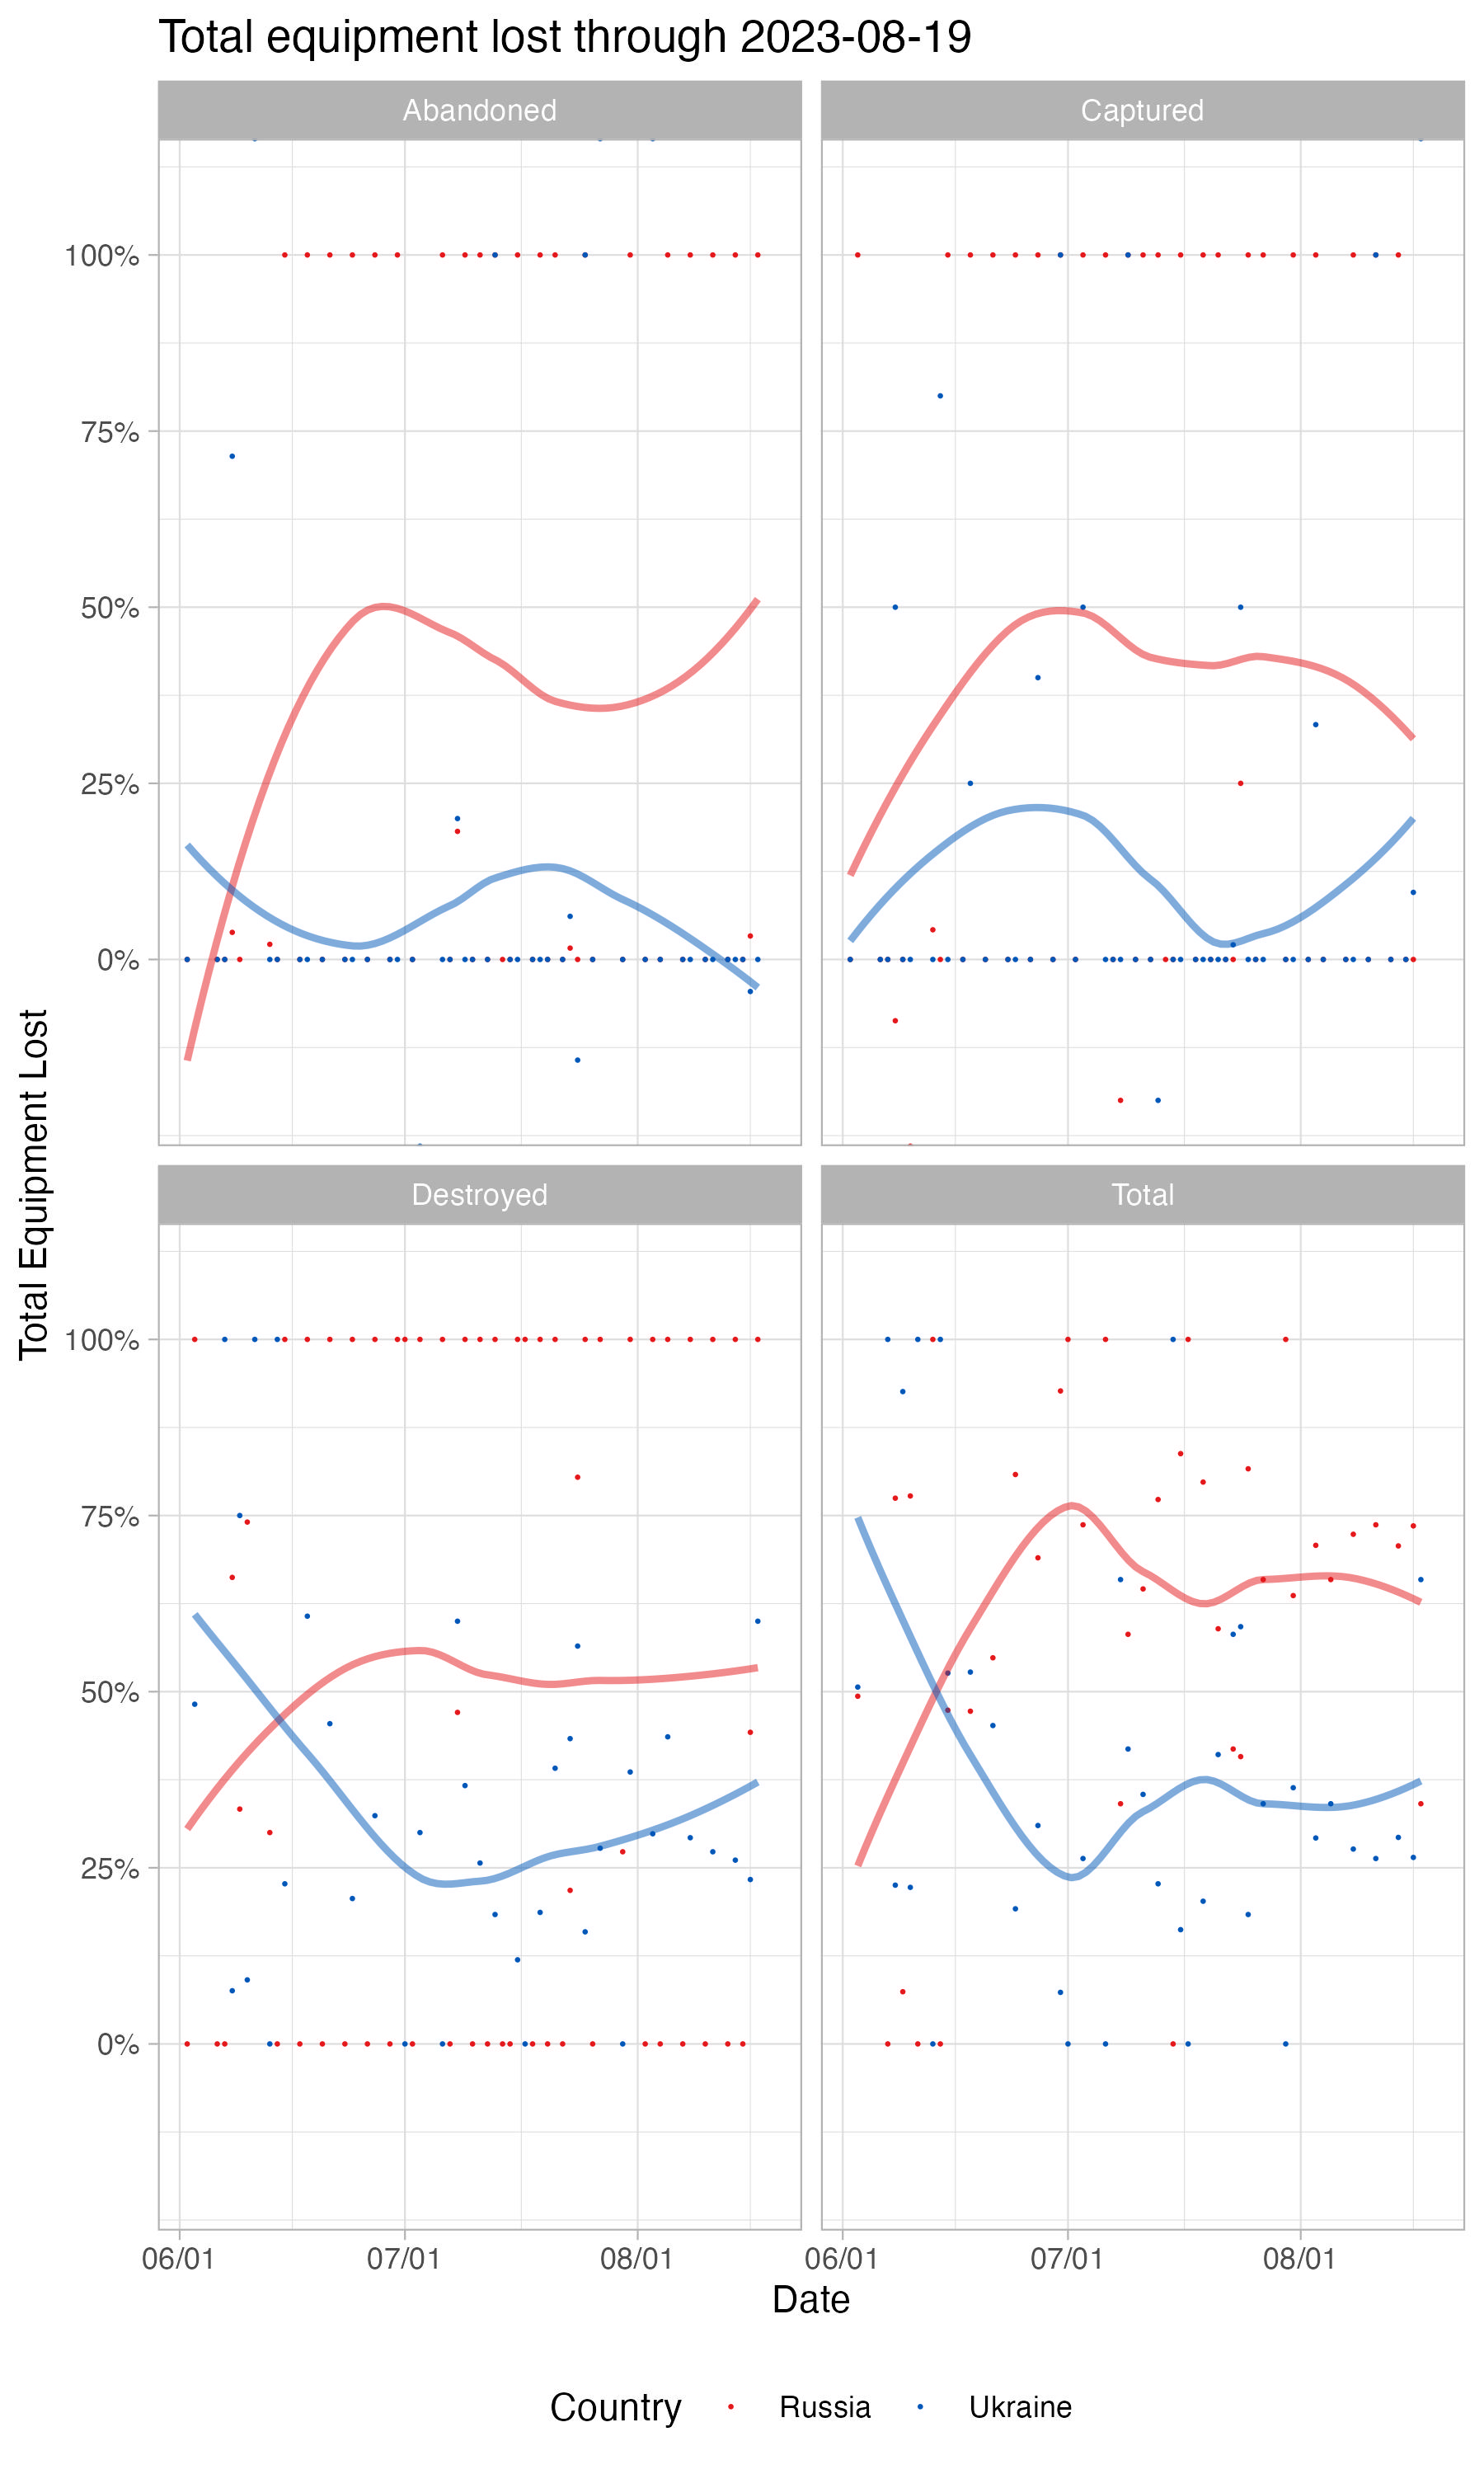 Total equipment lost through 2023-08-19
Abandoned
Captured
100%
75%
50%
25%
0%
Total Equipment Lost
Destroyed
Total
100%
75%
50%
25%
0%
06/01
07/01
08/01
06/01
07/01
08/01
Date
Country Russia Ukraine